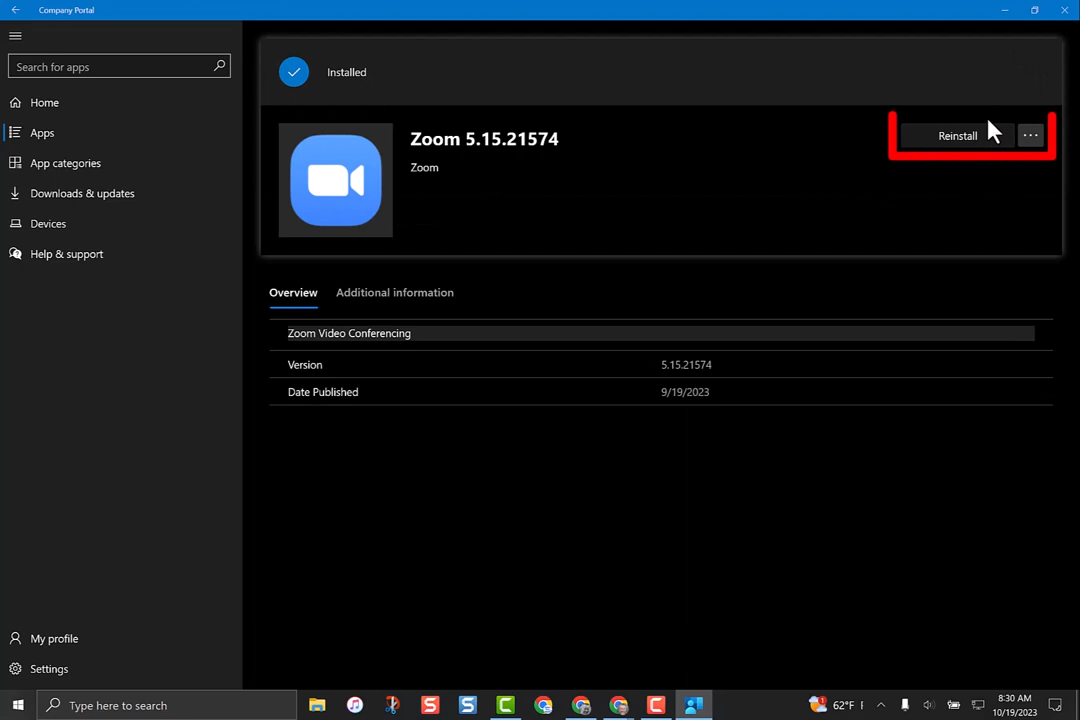 Company Portal
Search for apps
Home
Apps
App categories
Downloads & updates
Devices
Help & support
My profile
Settings
Installed
Zoom 5.15.21574
Zoom
Reinstall
Overview
Additional information
Zoom Video Conferencing
Version 5.15.21574
Date Published 9/19/2023
Type here to search
62°F
8:30 AM
10/19/2023